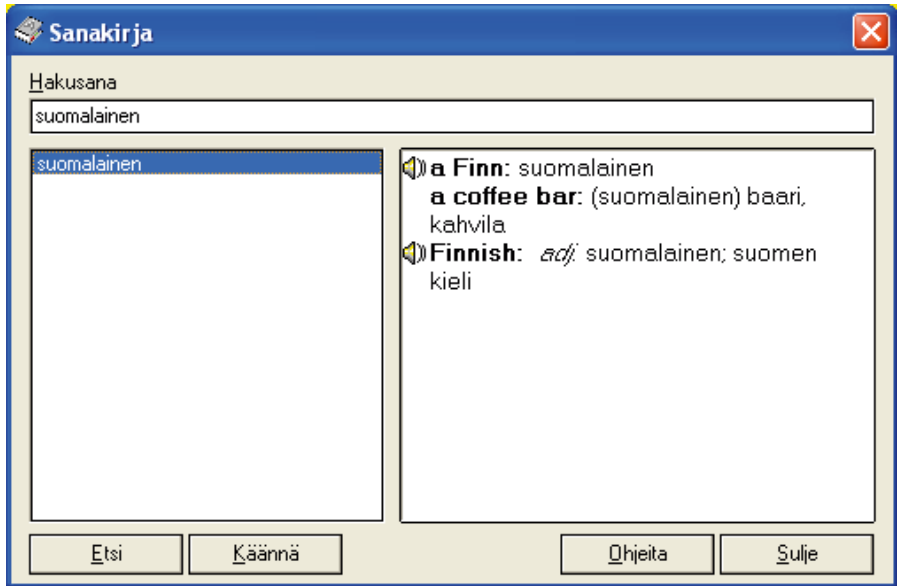 Sanakirja
Hakusana
suomalainen
suomalainen
a Finn: suomalainen
a coffee bar: (suomalainen) baari,
kahvila
Finnish: adj. suomalainen; suomen
kieli
Etsi
Käännä
Ohjeita
Sulje